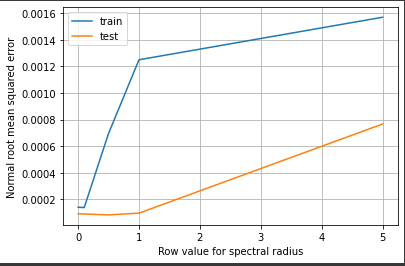 train
test
0.0016
0.0014
0.0012
0.0010
0.0008
0.0006
0.0004
0.0002
Normal root mean squared error
0 1 2 3 4 5
Row value for spectral radius